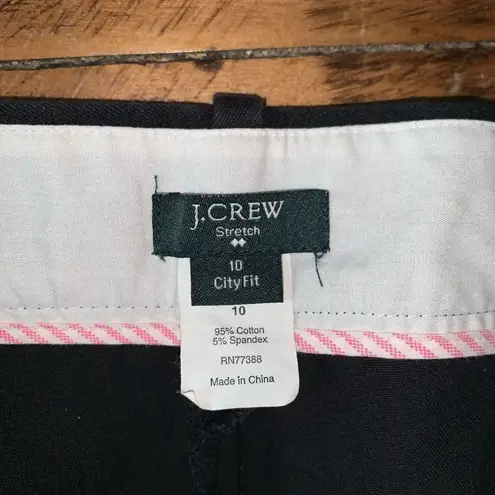 J.CREW
Stretch
10
City Fit
10
95% Cotton
5% Spandex
RN77388
Made in China